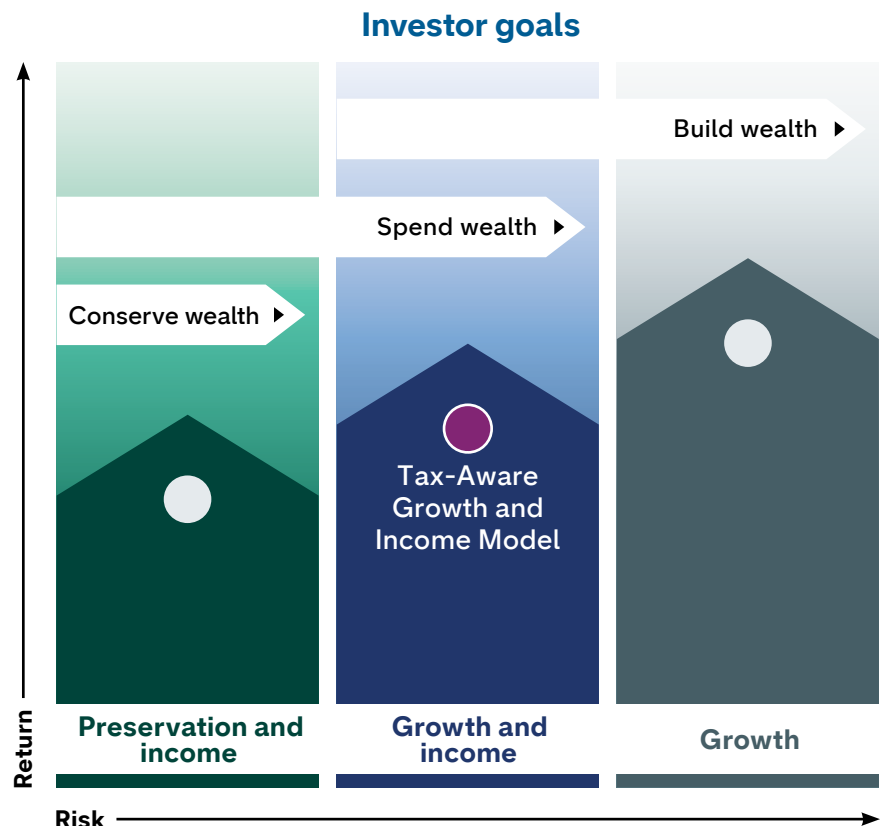 Investor goals
Build wealth
Spend wealth
Conserve wealth
Tax-Aware
Growth and
Income Model
Preservation and
income
Growth and
income
Growth
Return
Risk